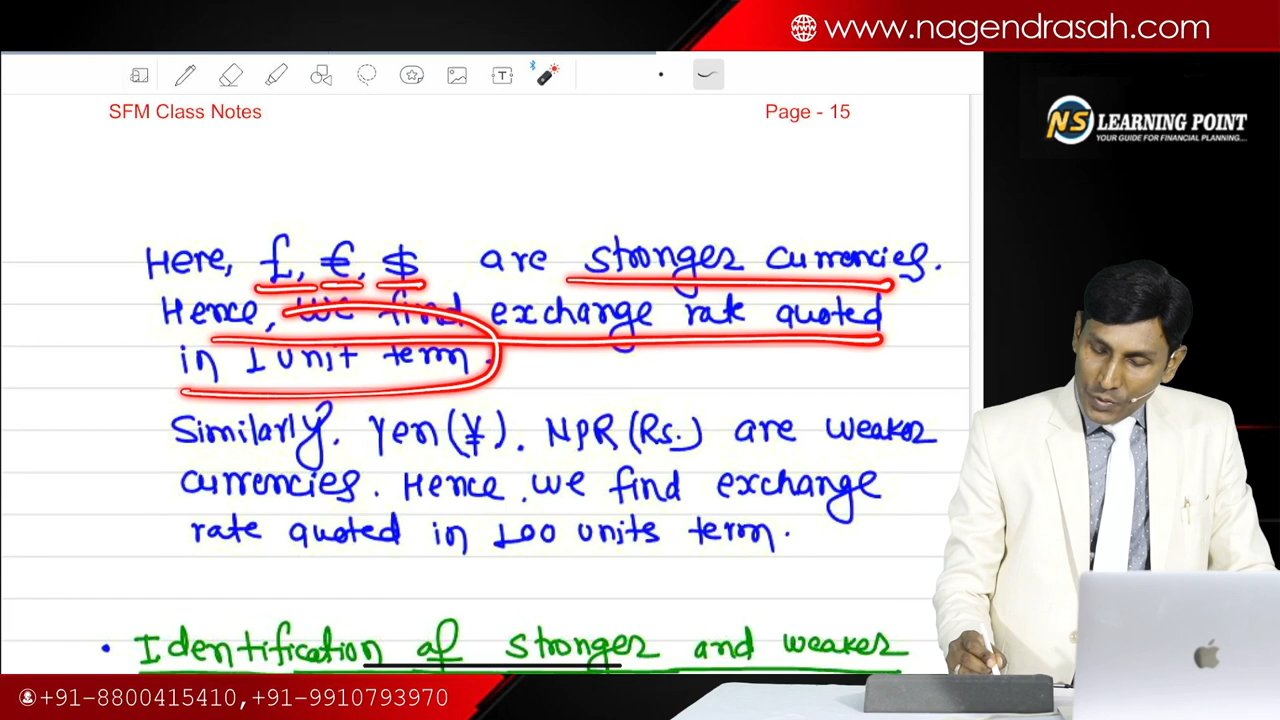 www.nagendrasah.com
SFM Class Notes
Page - 15
NS LEARNING POINT
YOUR GUIDE FOR FINANCIAL PLANNING....
Here, £, €, $ are stronger currencies.
Hence, we find exchange rate quoted
in 1 unit term.
Similarly, Yen (¥), NPR (Rs.) are weaker
currencies. Hence, we find exchange
rate quoted in 100 units term.
• Identification of stronger and weaker
+91-8800415410,+91-9910793970